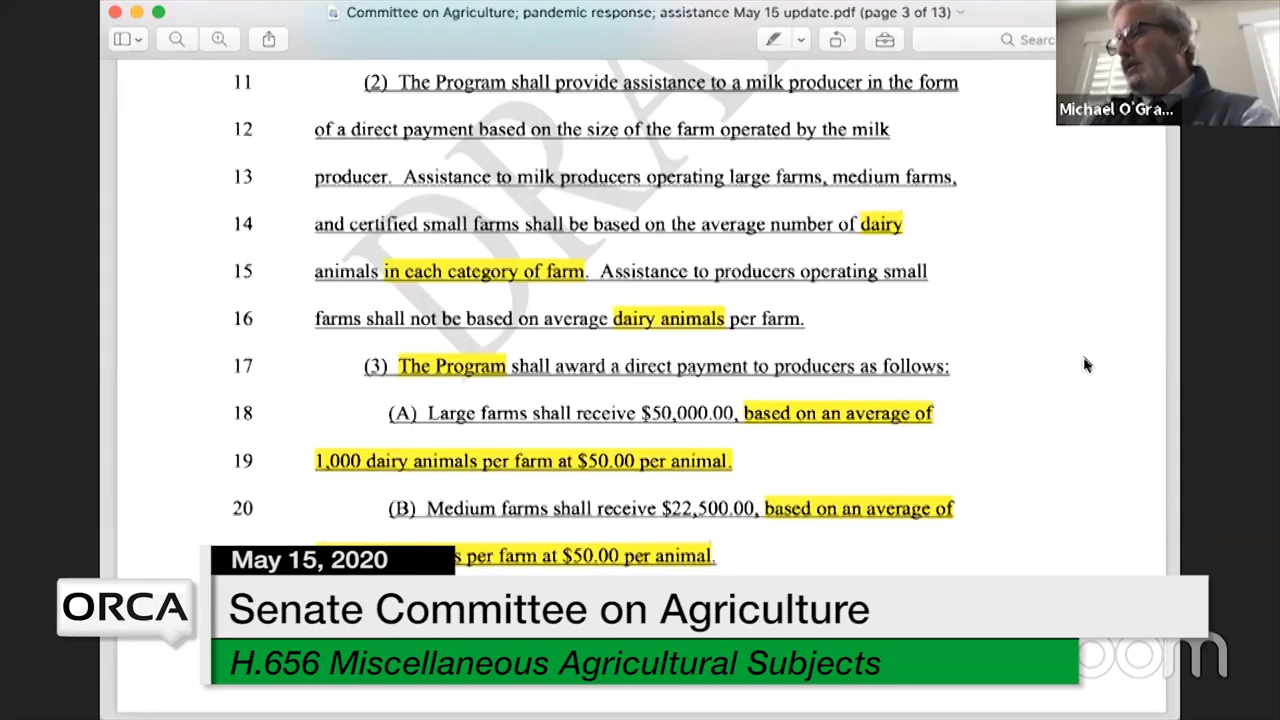 Committee on Agriculture; pandemic response; assistance May 15 update.pdf (page 3 of 13)
Searc
Michael O'Gra...
11 (2) The Program shall provide assistance to a milk producer in the form
12 of a direct payment based on the size of the farm operated by the milk
13 producer. Assistance to milk producers operating large farms, medium farms,
14 and certified small farms shall be based on the average number of dairy
15 animals in each category of farm. Assistance to producers operating small
16 farms shall not be based on average dairy animals per farm.
17 (3) The Program shall award a direct payment to producers as follows:
18 (A) Large farms shall receive $50,000.00, based on an average of
19 1,000 dairy animals per farm at $50.00 per animal.
20 (B) Medium farms shall receive $22,500.00, based on an average of
s per farm at $50.00 per animal.
DRA
May 15, 2020
ORCA
Senate Committee on Agriculture
H.656 Miscellaneous Agricultural Subjects
oom